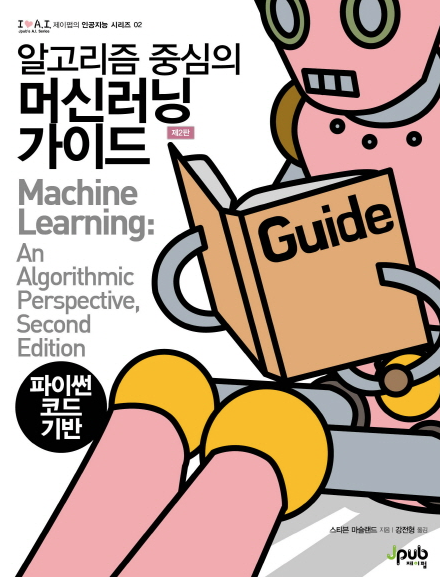 I ♥ A.I. 제이펍의 인공지능 시리즈 02
Jpub's A.I. Series
알고리즘 중심의
머신러닝
가이드
제2판
Machine
Learning:
An
Algorithmic
Perspective,
Second
Edition
Guide
파이썬
코드
기반
스티븐 마슬랜드 지음 | 강전형 옮김
Jpub
제이펍